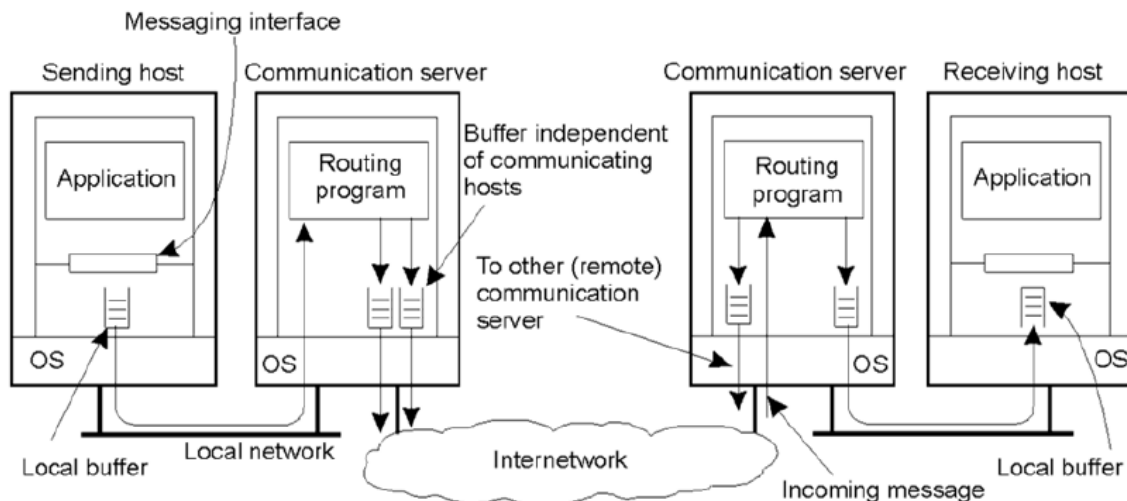 Messaging interface
Sending host
Communication server
Communication server
Receiving host
Application
Routing
program
Buffer independent
of communicating
hosts
Routing
program
Application
To other (remote)
communication
server
OS
OS
OS
OS
Local network
Internetwork
Local buffer
Incoming message
Local buffer